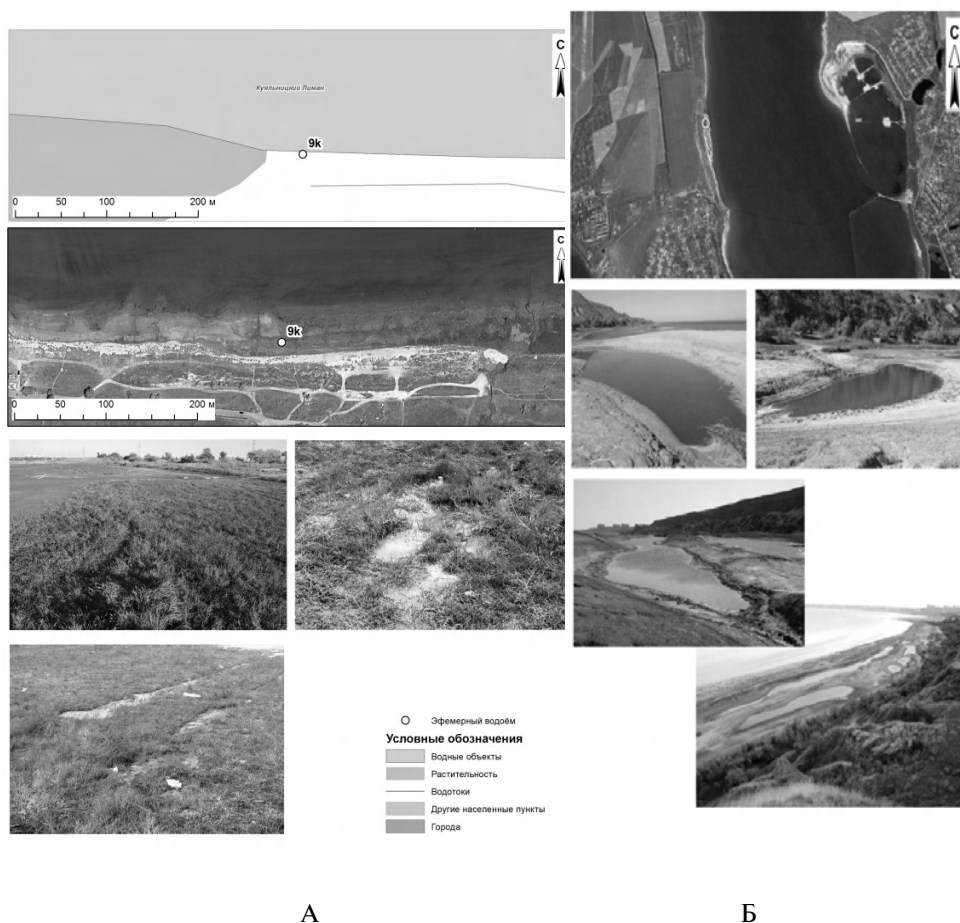 С
Куяльницкий Лиман
9k
0 50 100 200 м
С
9k
0 50 100 200 м
С
Эфемерный водоём
Условные обозначения
Водные объекты
Растительность
Водотоки
Другие населенные пункты
Города
А
Б